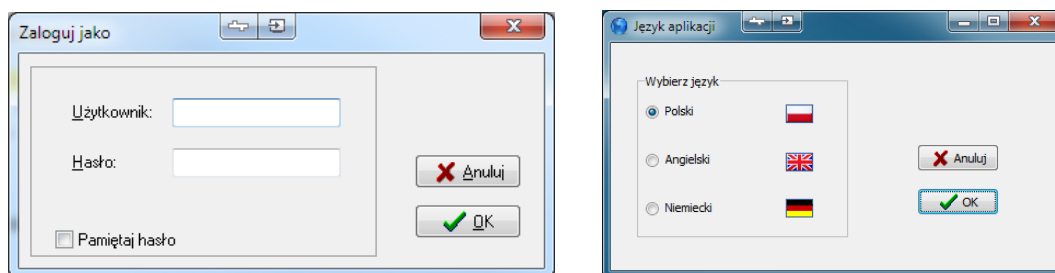 Zaloguj jako
Użytkownik:
Hasło:
Anuluj
OK
Pamiętaj hasło
Język aplikacji
Wybierz język
Polski
Angielski
Niemiecki
Anuluj
OK